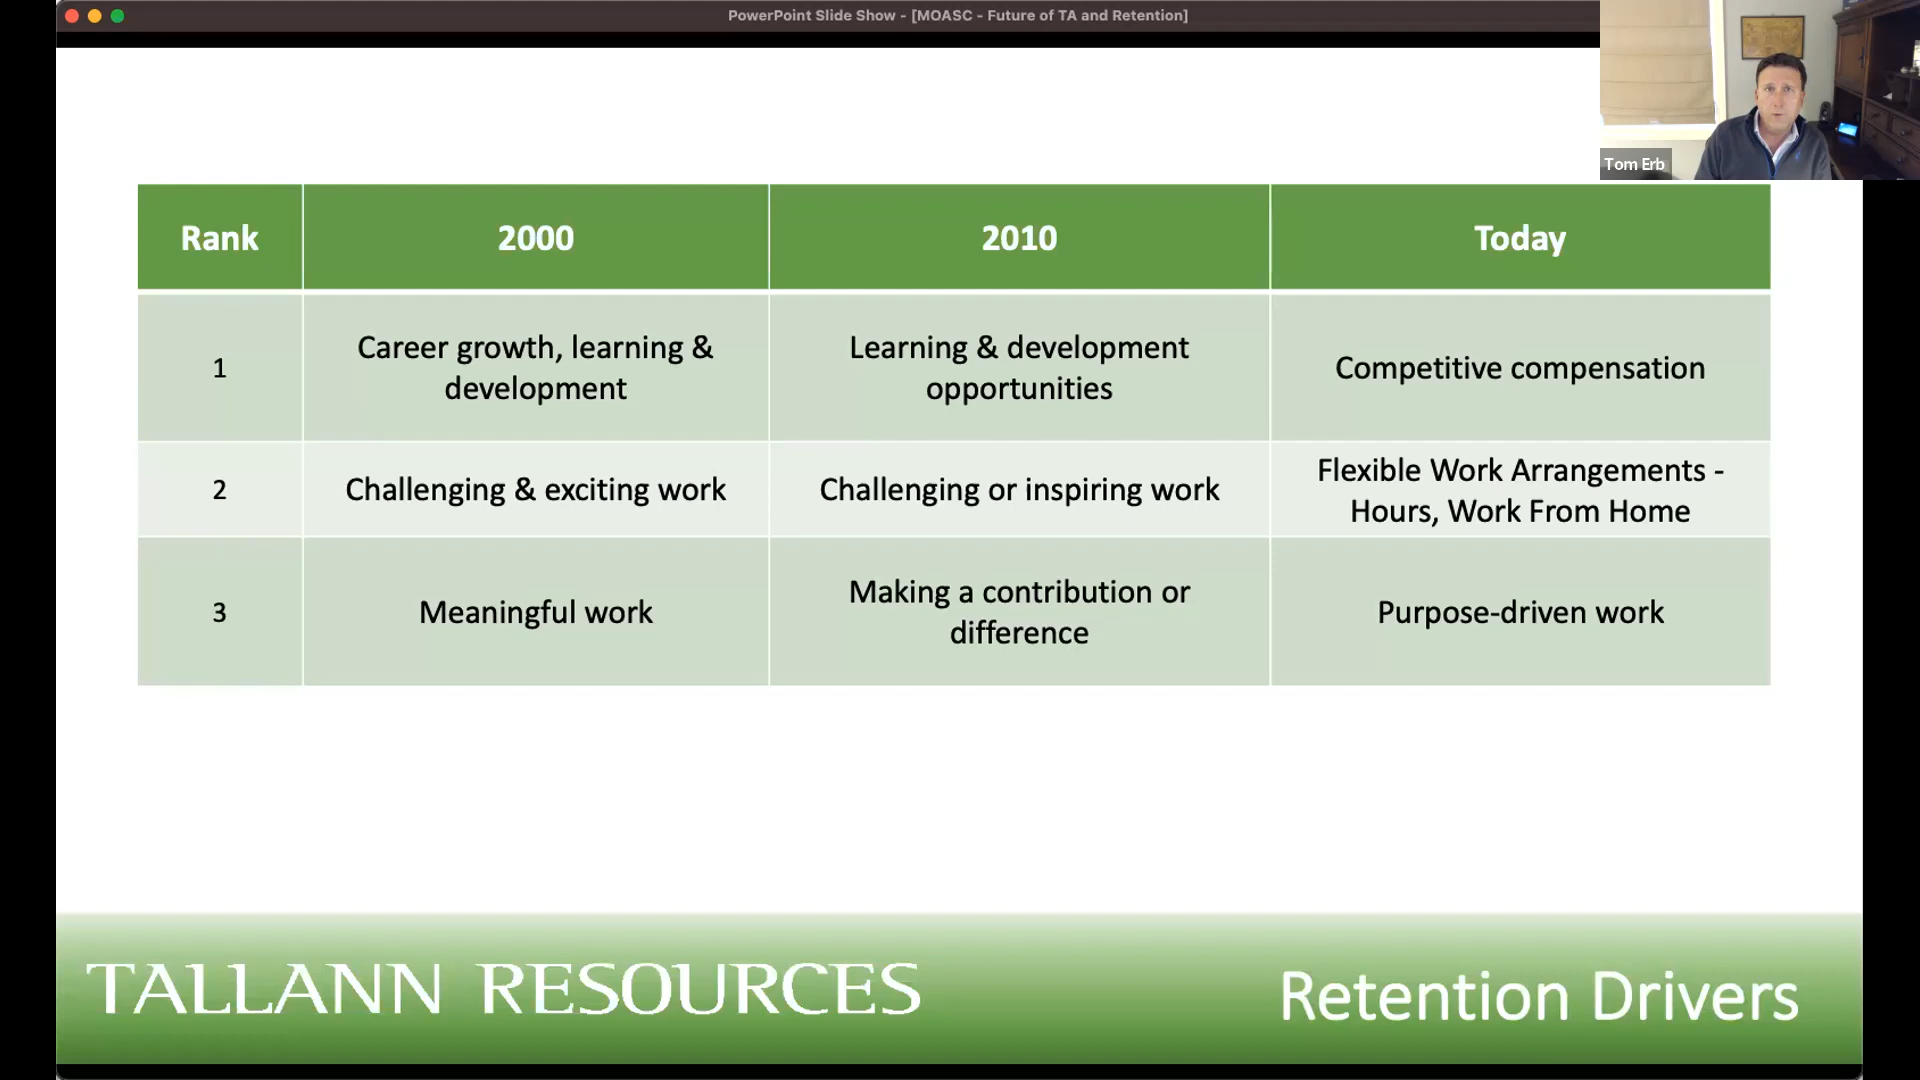 PowerPoint Slide Show - [MOASC - Future of TA and Retention]
Tom Erb
Rank 2000 2010 Today
1
Career growth, learning &
development
Learning & development
opportunities
Competitive compensation
2
Challenging & exciting work
Challenging or inspiring work
Flexible Work Arrangements -
Hours, Work From Home
3
Meaningful work
Making a contribution or
difference
Purpose-driven work
TALLANN RESOURCES
Retention Drivers